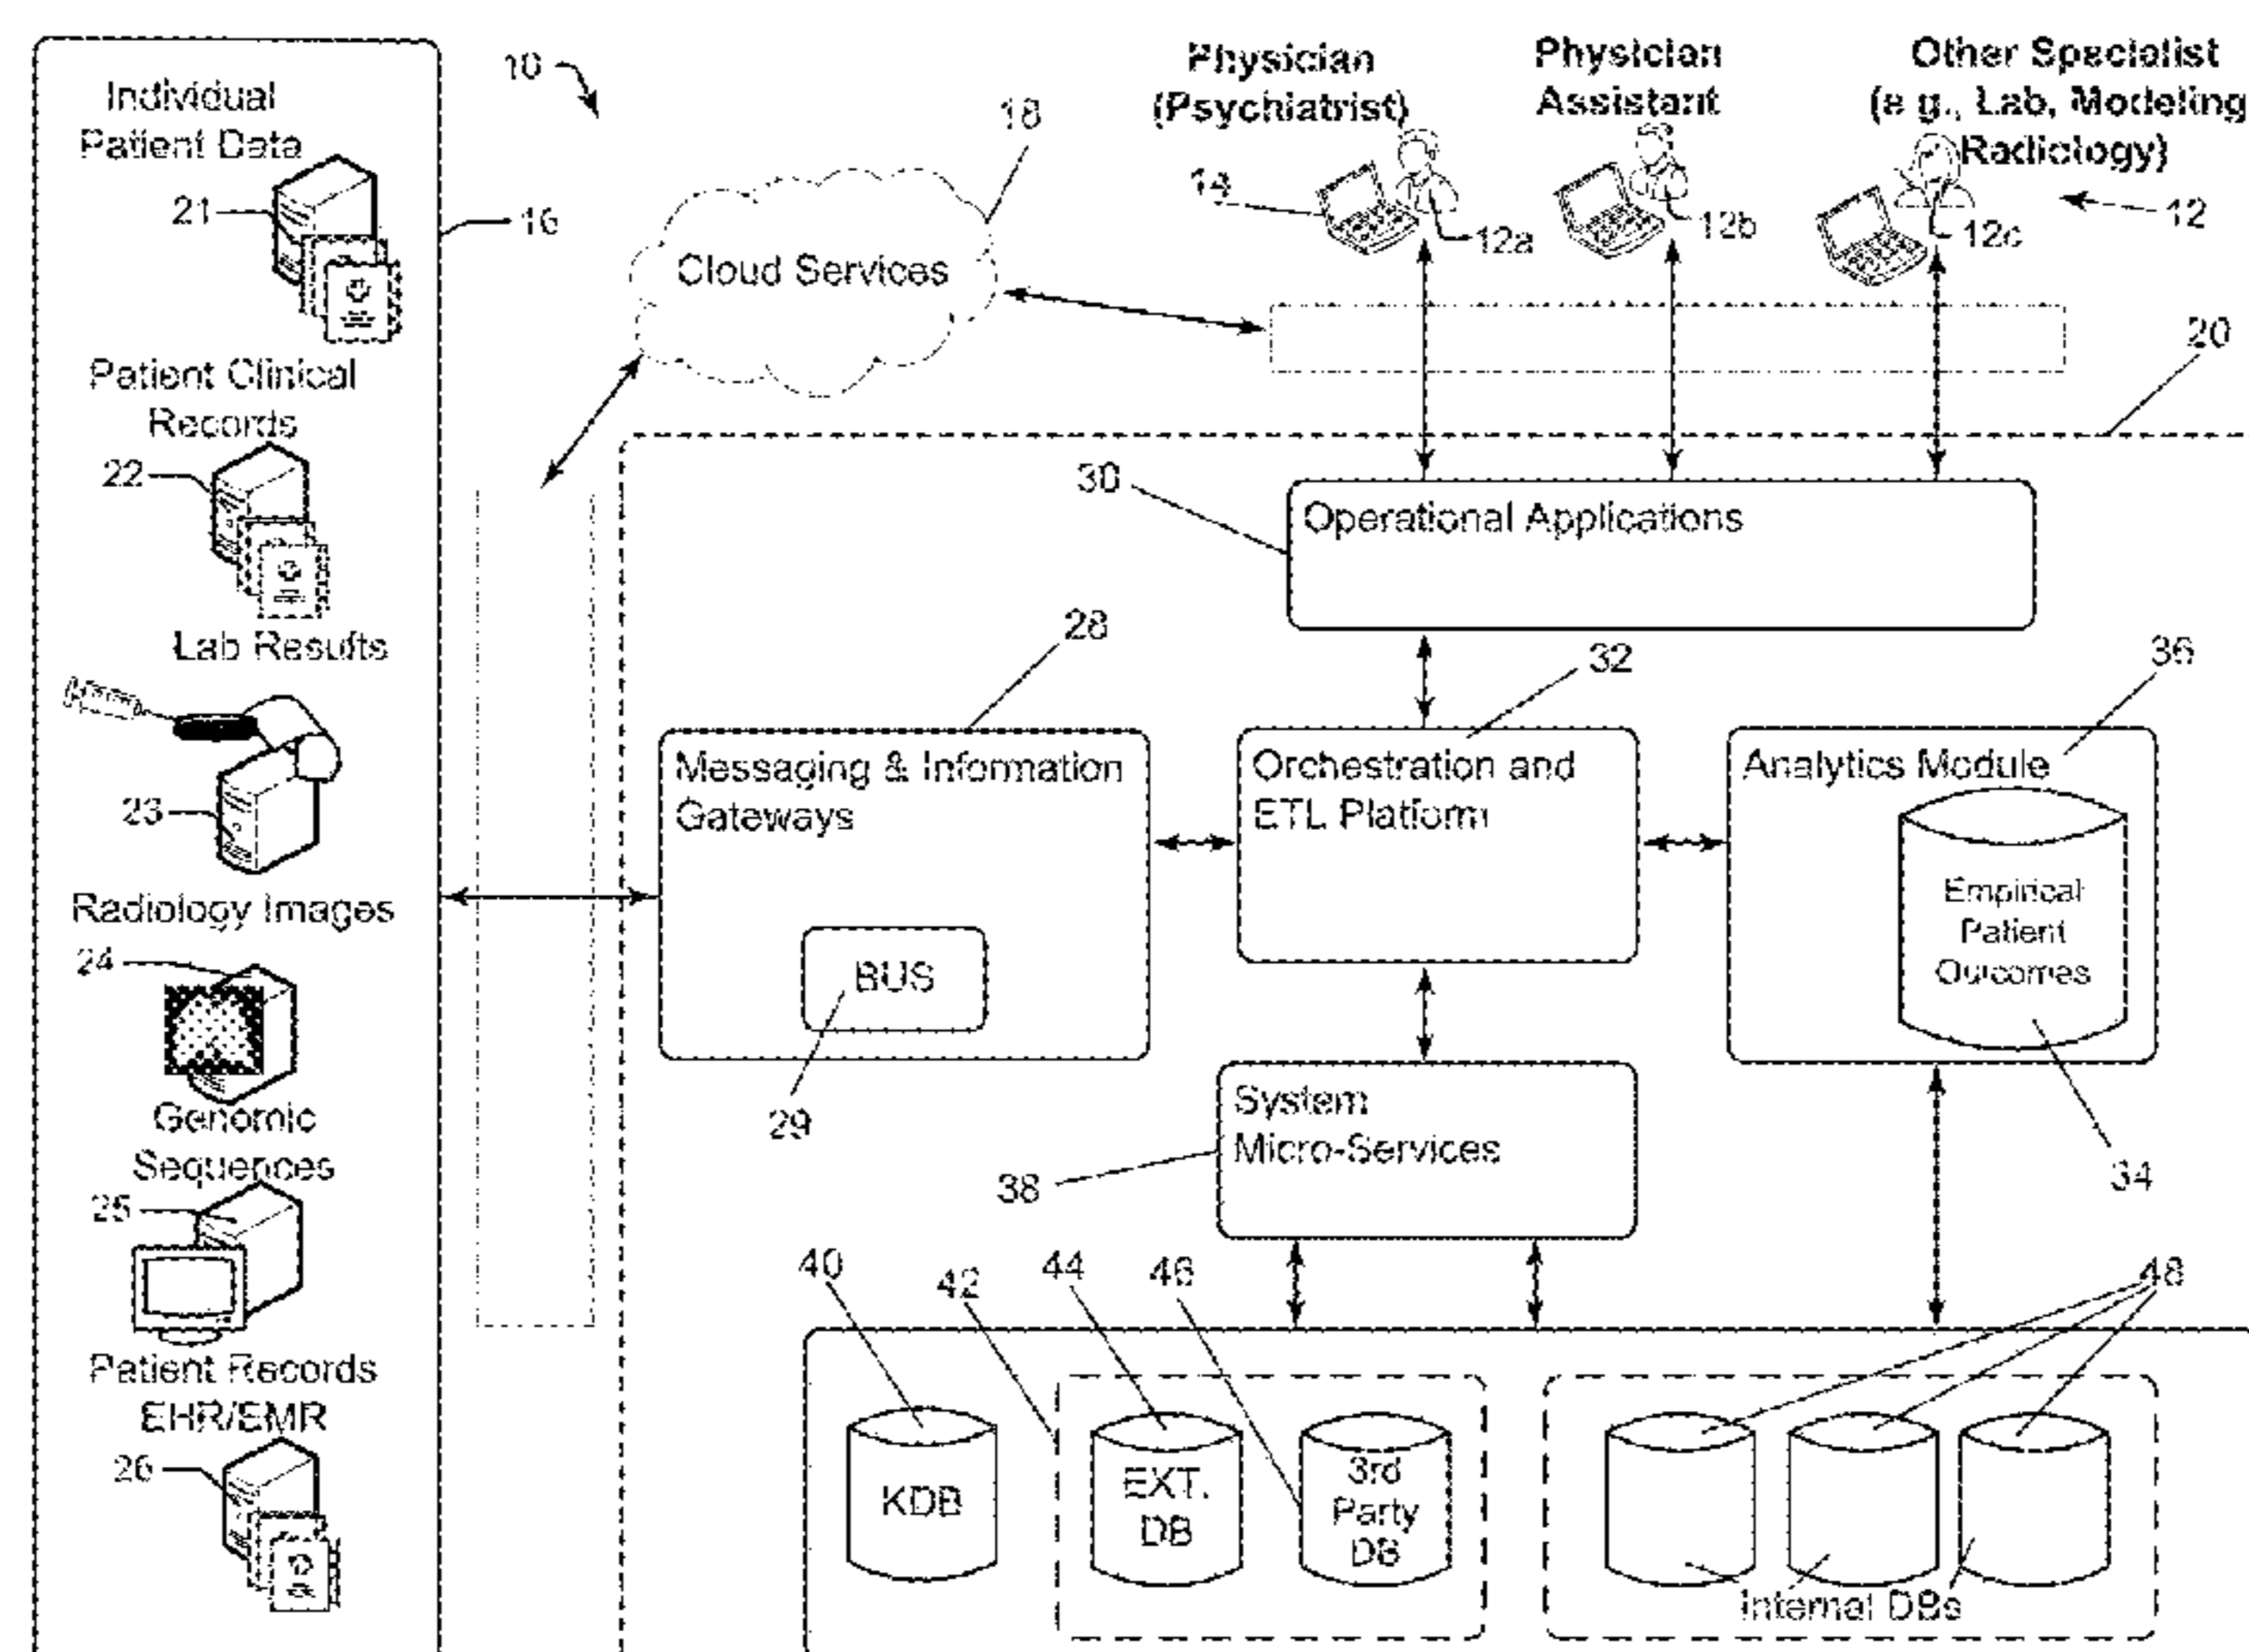 Individual
Patient Data
21
16
Patient Clinical
Records
22
Lab Results
23
Radiology Images
24
Genomic
Sequences
25
Patient Records
EHR/EMR
26
10
18
Cloud Services
Physician
(Psychiatrist)
Physician
Assistant
Other Specialist
(e.g., Lab, Modeling
Radiology)
14
12a
12b
12c
12
20
30
Operational Applications
28
32
36
Messaging & Information
Gateways
BUS
29
Orchestration and
ETL Platform
Analytics Module
Empirical
Patient
Ourcomes
34
System
Micro-Services
38
40
42
44
46
48
KDB
EXT.
DB
3rd
Party
DB
Internal DBs